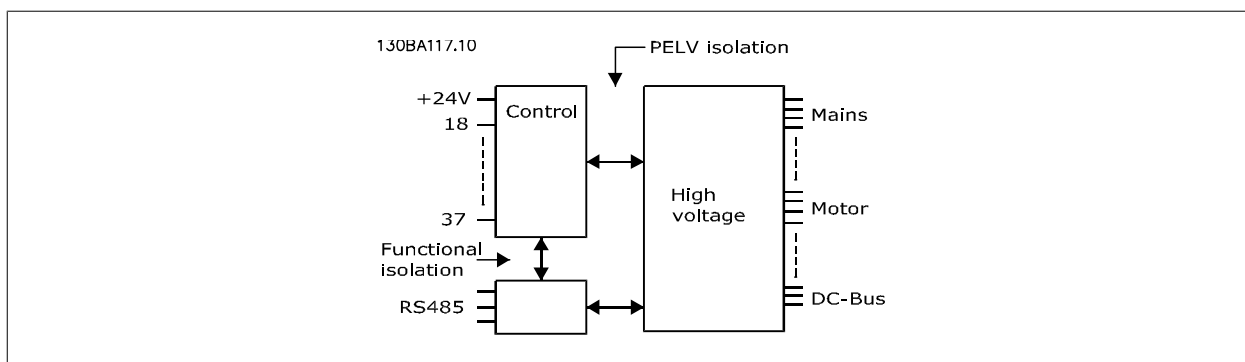 130BA117.10
PELV isolation
+24V
Control
18
Mains
High
voltage
37
Motor
Functional
isolation
RS485
DC-Bus